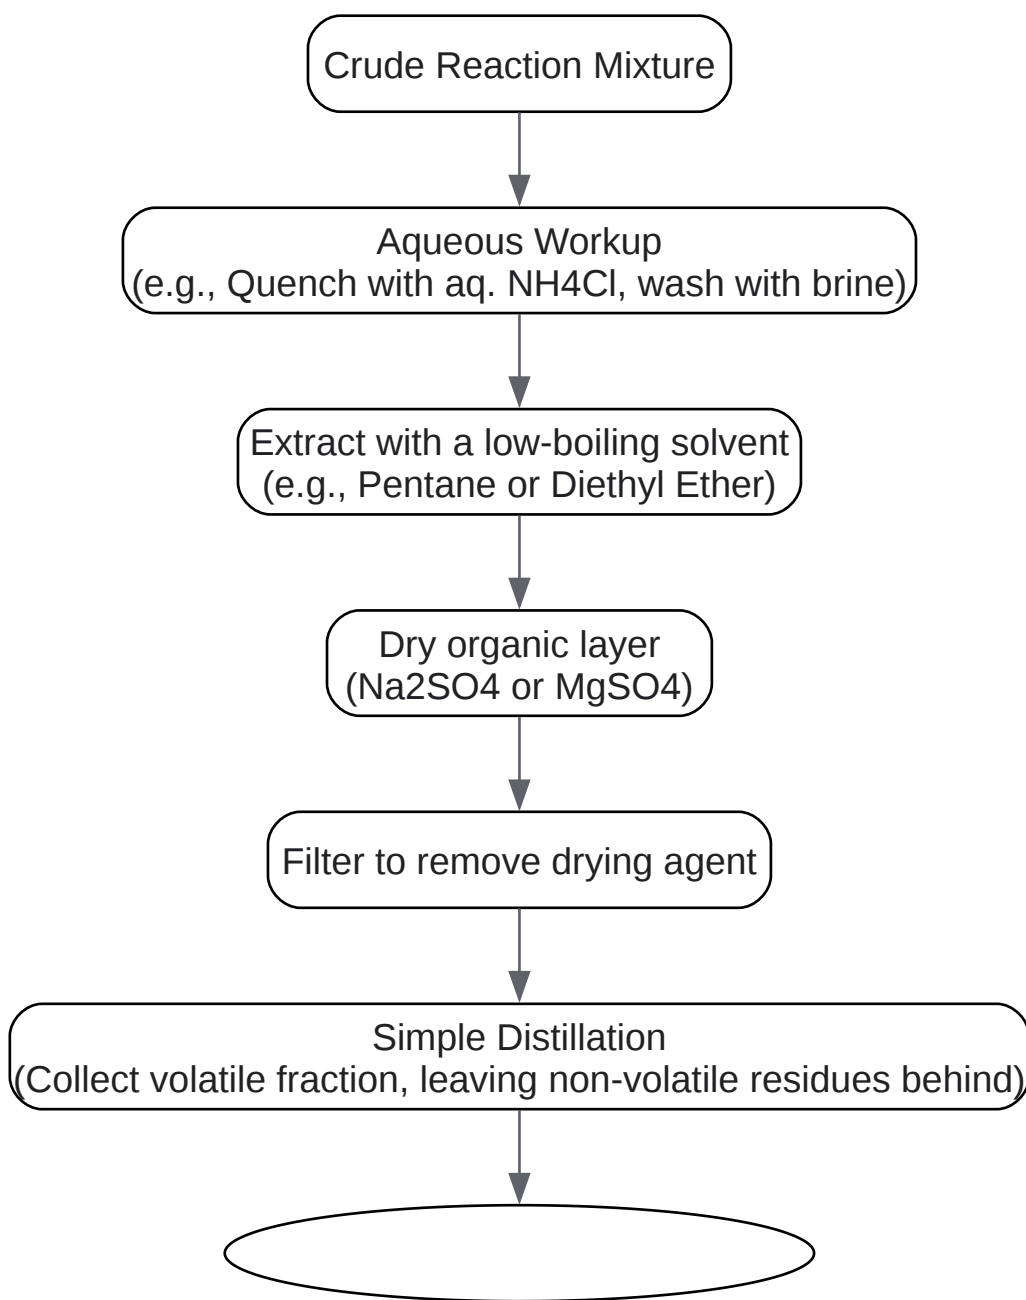 Crude Reaction Mixture
Aqueous Workup
(e.g., Quench with aq. NH4Cl, wash with brine)
Extract with a low-boiling solvent
(e.g., Pentane or Diethyl Ether)
Dry organic layer
(Na2SO4 or MgSO4)
Filter to remove drying agent
Simple Distillation
(Collect volatile fraction, leaving non-volatile residues behind)